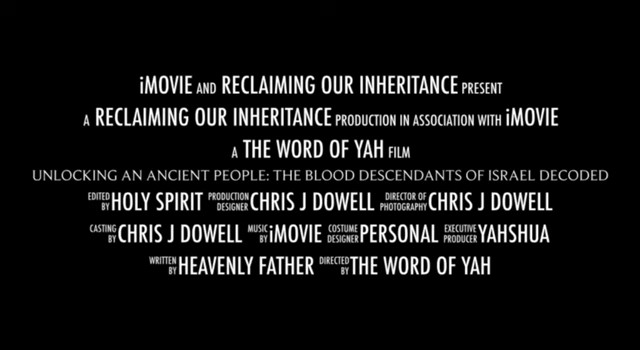 iMOVIE AND RECLAIMING OUR INHERITANCE PRESENT
A RECLAIMING OUR INHERITANCE PRODUCTION IN ASSOCIATION WITH iMOVIE
A THE WORD OF YAH FILM
UNLOCKING AN ANCIENT PEOPLE: THE BLOOD DESCENDANTS OF ISRAEL DECODED
EDITED BY HOLY SPIRIT PRODUCTION DESIGNER CHRIS J DOWELL DIRECTOR OF PHOTOGRAPHY CHRIS J DOWELL
CASTING BY CHRIS J DOWELL MUSIC BY iMOVIE COSTUME DESIGNER PERSONAL EXECUTIVE PRODUCER YAHSHUA
WRITTEN BY HEAVENLY FATHER DIRECTED BY THE WORD OF YAH